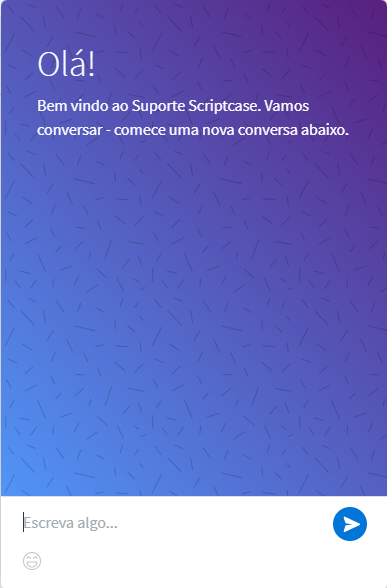 Olá!
Bem vindo ao Suporte Scriptcase. Vamos
conversar - comece uma nova conversa abaixo.
Escreva algo...